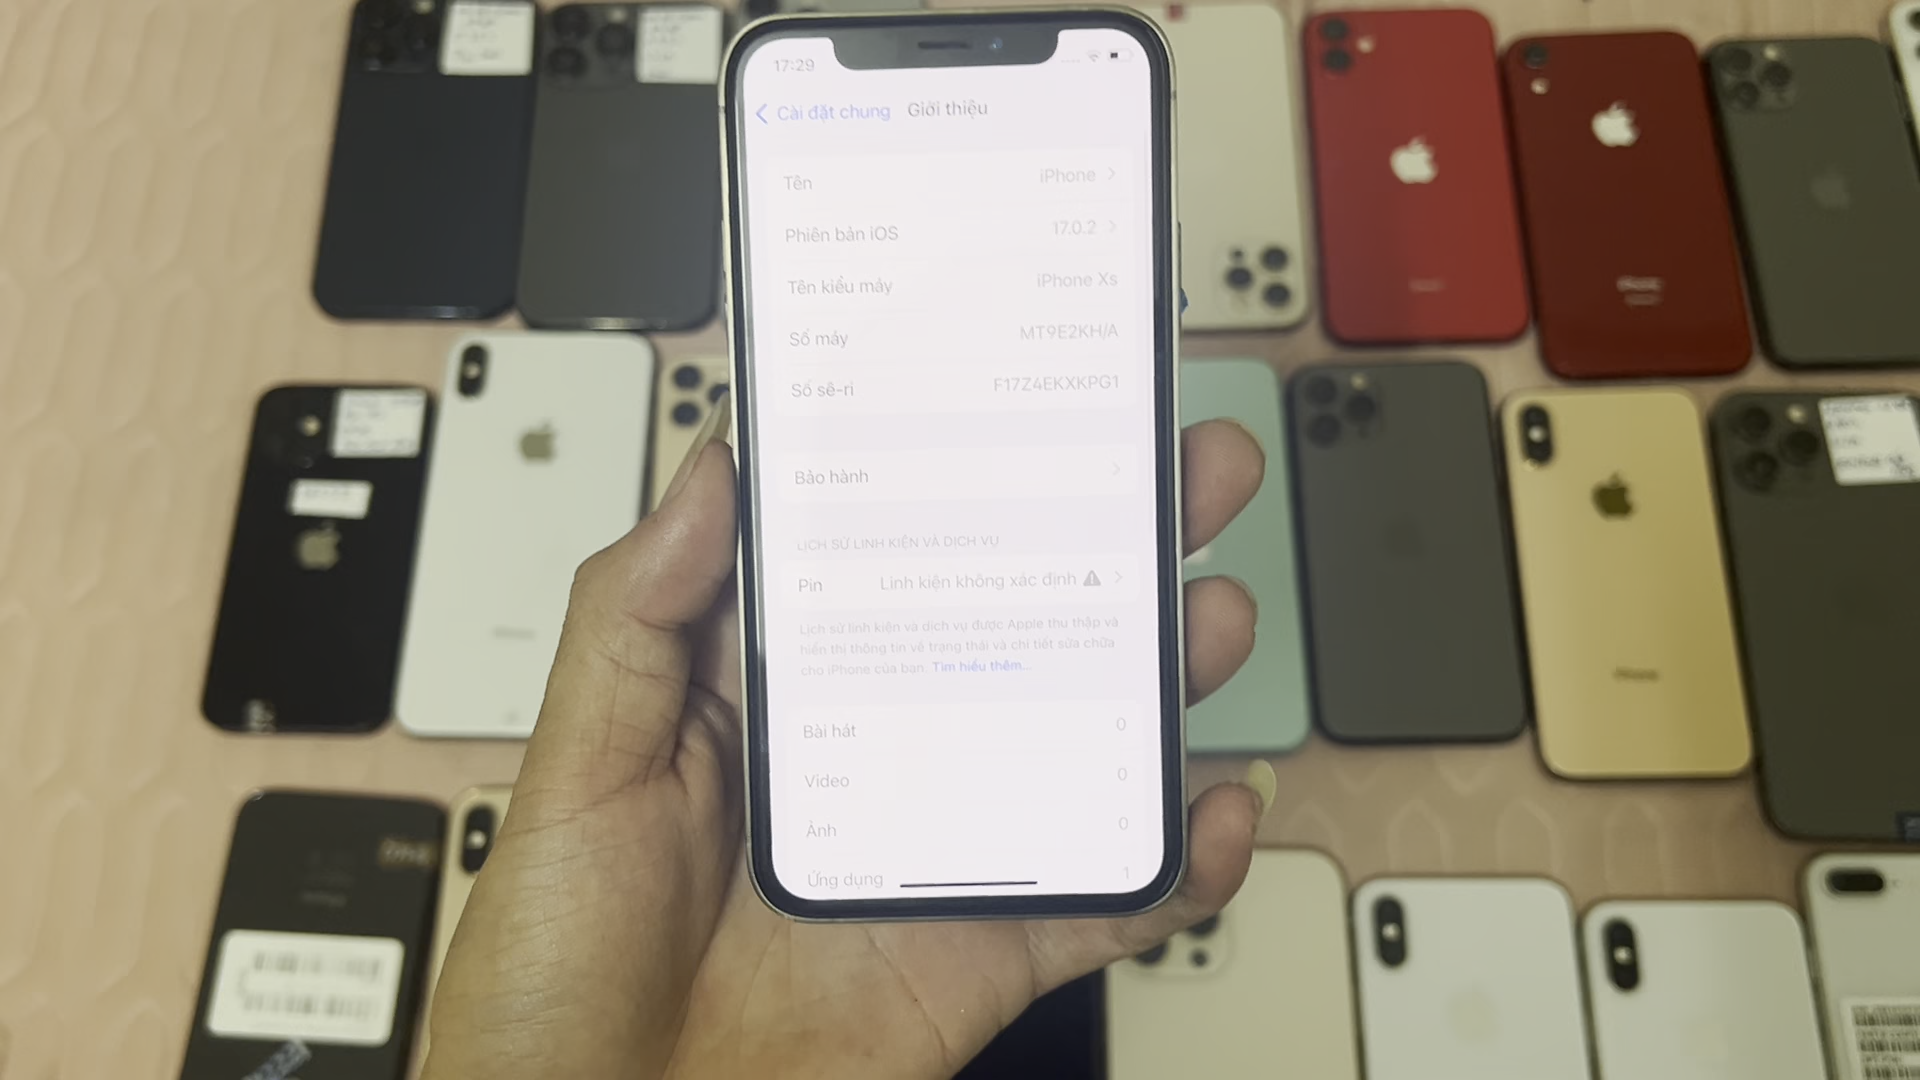 17:29
Cài đặt chung Giới thiệu
Tên iPhone
Phiên bản iOS 17.0.2
Tên kiểu máy iPhone Xs
Số máy MT9E2KH/A
Số sê-ri F17Z4EKXKPG1
Bảo hành
LỊCH SỬ LINH KIỆN VÀ DỊCH VỤ
Pin Linh kiện không xác định
Lịch sử linh kiện và dịch vụ được Apple thu thập và
hiển thị thông tin về trạng thái và chi tiết sửa chữa
cho iPhone của bạn. Tìm hiểu thêm...
Bài hát 0
Video 0
Ảnh 0
Ứng dụng 1